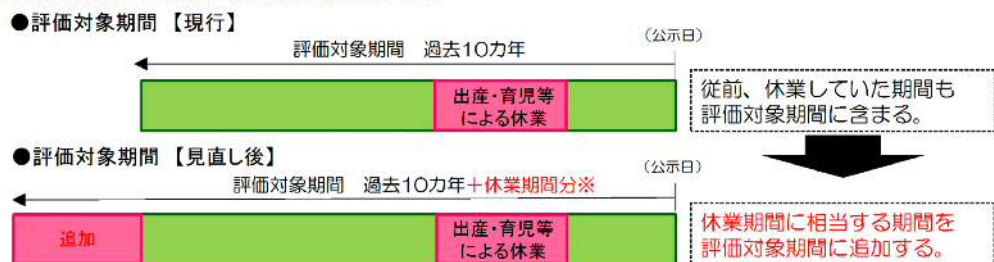 ●評価対象期間 【現行】
(公示日)
評価対象期間 過去10カ年
出産・育児等
による休業
従前、休業していた期間も
評価対象期間に含まる。
●評価対象期間 【見直し後】
(公示日)
評価対象期間 過去10カ年+休業期間分※
追加
出産・育児等
による休業
休業期間に相当する期間を
評価対象期間に追加する。